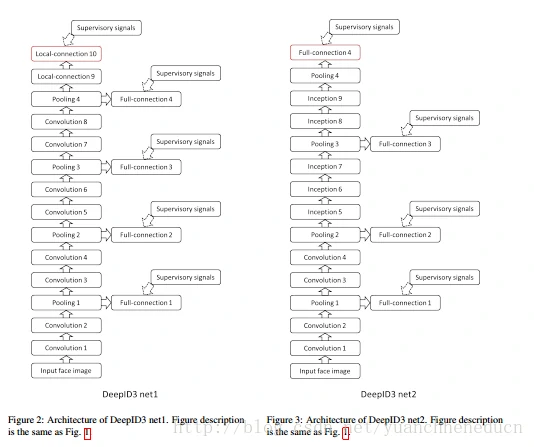 Supervisory signals
Local-connection 10
Local-connection 9
Supervisory signals
Pooling 4
Full-connection 4
Convolution 8
Convolution 7
Supervisory signals
Pooling 3
Full-connection 3
Convolution 6
Convolution 5
Supervisory signals
Pooling 2
Full-connection 2
Convolution 4
Convolution 3
Supervisory signals
Pooling 1
Full-connection 1
Convolution 2
Convolution 1
Input face image
DeepID3 net1
Figure 2: Architecture of DeepID3 net1. Figure description
is the same as Fig. 1.
Supervisory signals
Full-connection 4
Pooling 4
Inception 9
Inception 8
Supervisory signals
Pooling 3
Full-connection 3
Inception 7
Inception 6
Inception 5
Supervisory signals
Pooling 2
Full-connection 2
Convolution 4
Convolution 3
Supervisory signals
Pooling 1
Full-connection 1
Convolution 2
Convolution 1
Input face image
DeepID3 net2
Figure 3: Architecture of DeepID3 net2. Figure description
is the same as Fig. 1.